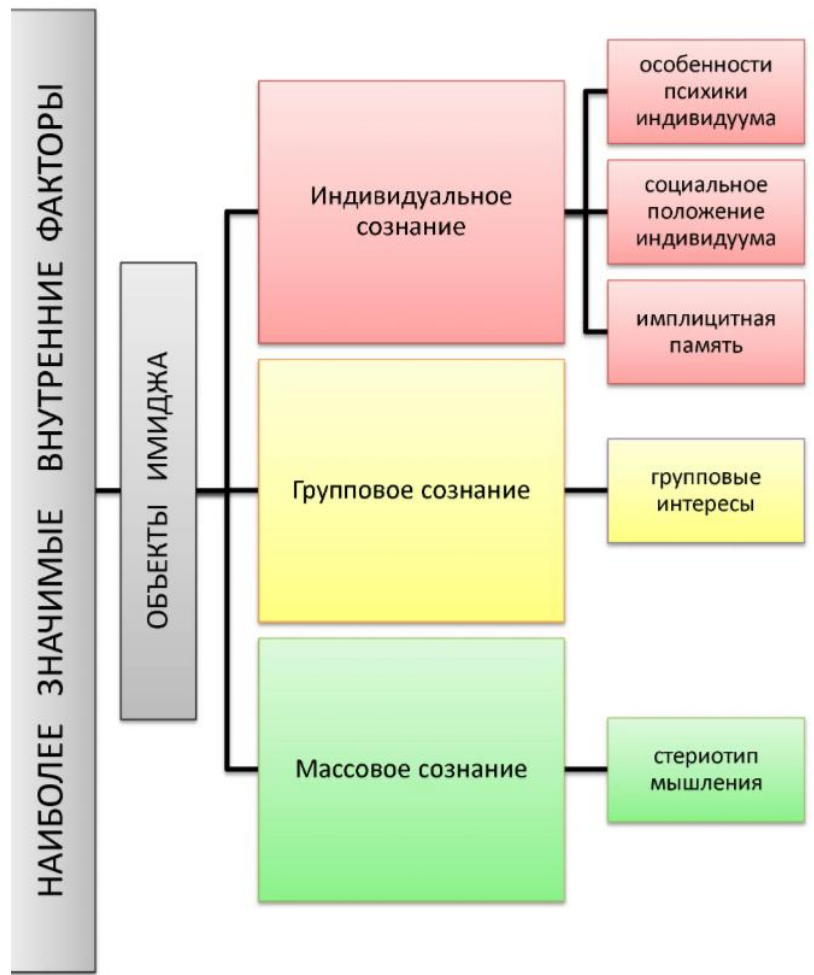 НАИБОЛЕЕ ЗНАЧИМЫЕ ВНУТРЕННИЕ ФАКТОРЫ
ОБЪЕКТЫ ИМИДЖА
Индивидуальное
сознание
особенности
психики
индивидуума
социальное
положение
индивидуума
имплицитная
память
Групповое сознание
групповые
интересы
Массовое сознание
стериотип
мышления